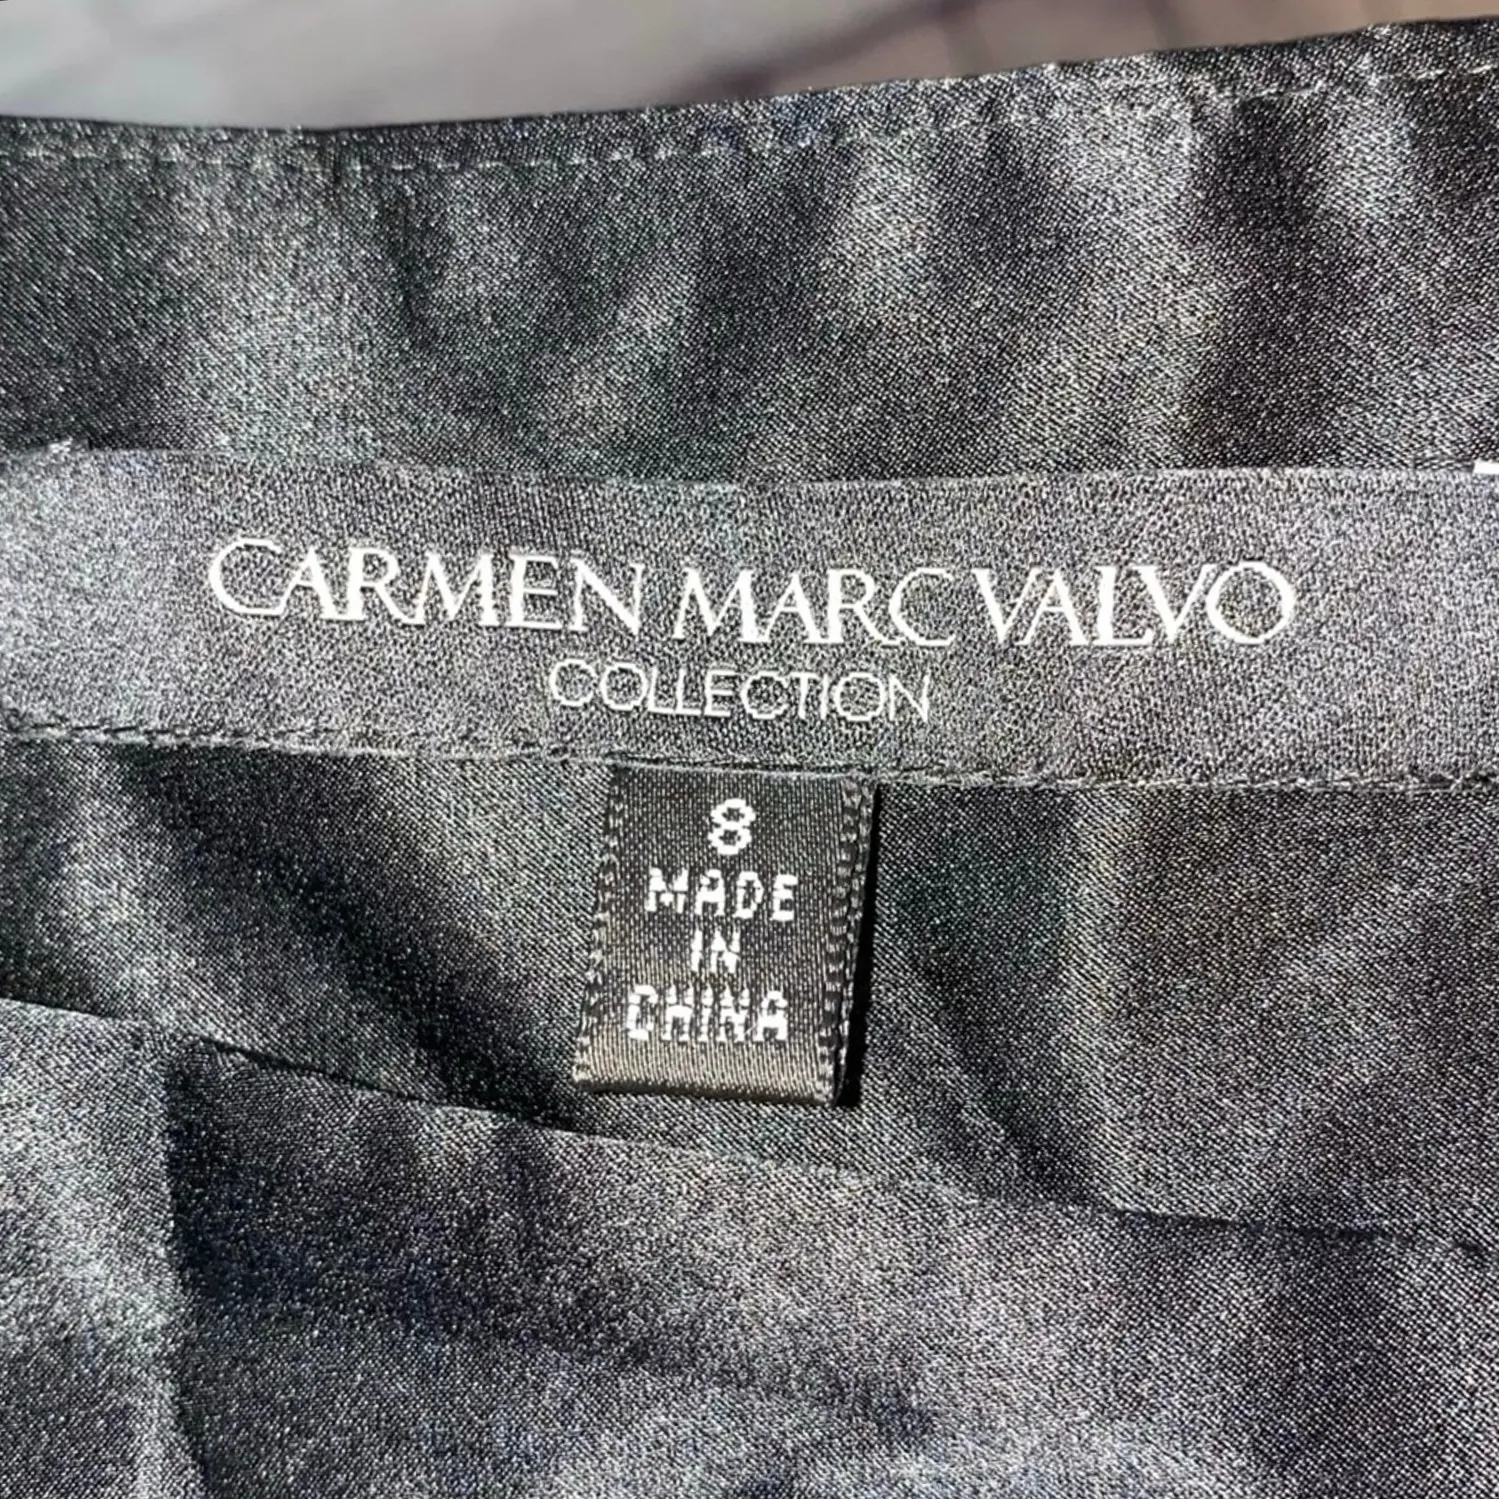 CARMEN MARC VALVO
COLLECTION
8
MADE
IN
CHINA